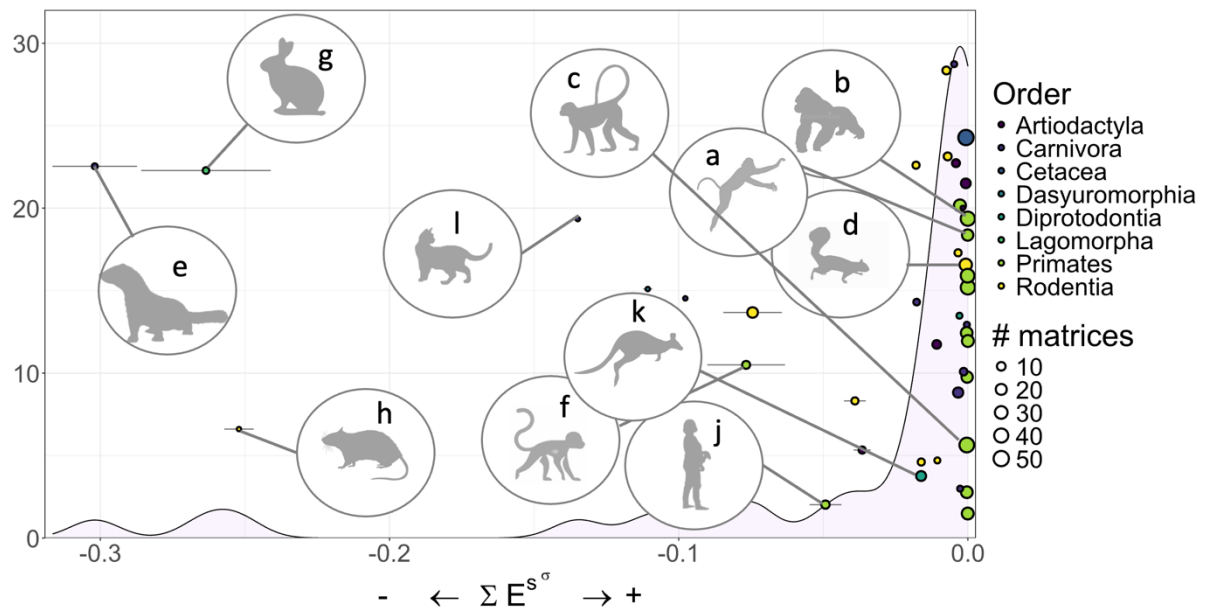 30
20
10
0
-0.3
-0.2
-0.1
0.0
g
c
b
a
d
l
e
k
h
f
j
- ← Σ E^{s^σ} → +
Order
Artiodactyla
Carnivora
Cetacea
Dasyuromorphia
Diprotodontia
Lagomorpha
Primates
Rodentia
# matrices
10
20
30
40
50